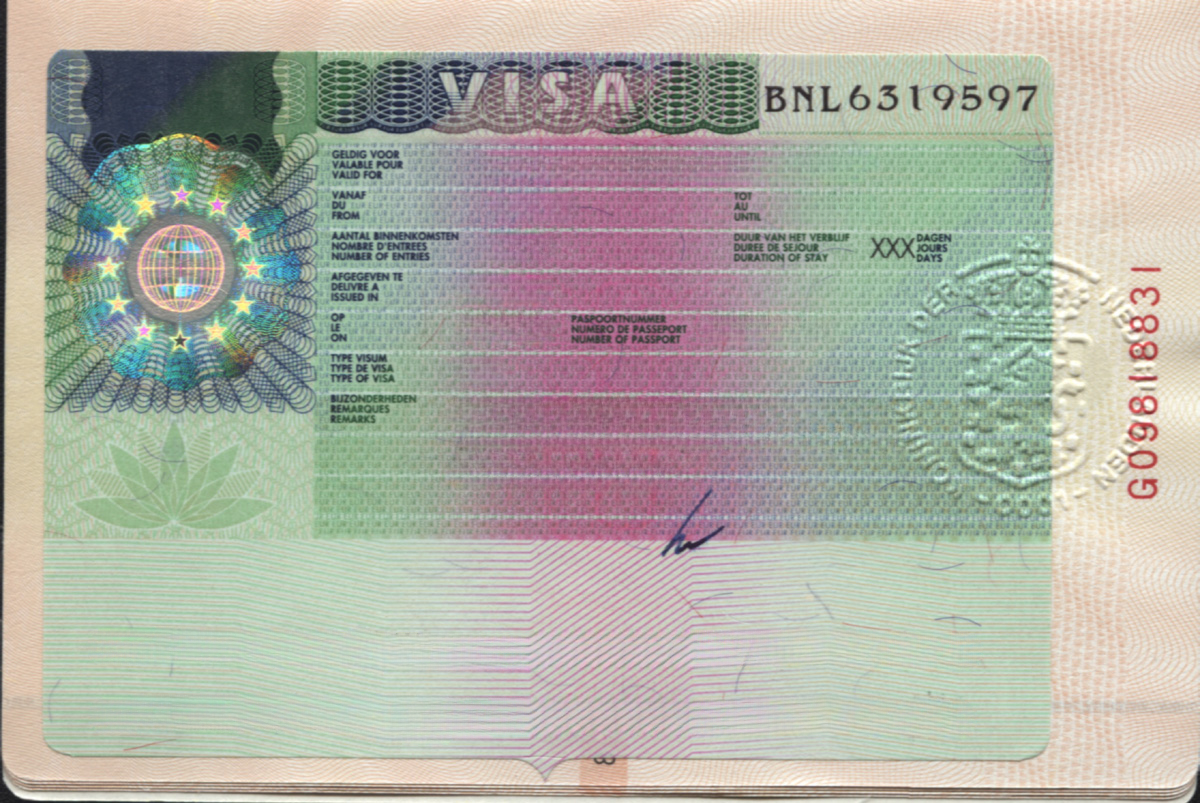 VISA
BNL6319597
GELDIG VOOR
VALABLE POUR
VALID FOR
VANAF
DU
FROM
TOT
AU
UNTIL
AANTAL BINNENKOMSTEN
NOMBRE D'ENTREES
NUMBER OF ENTRIES
DUUR VAN HET VERBLIJF
DUREE DE SEJOUR
DURATION OF STAY
XXX
DAGEN
JOURS
DAYS
AFGEGEVEN TE
DELIVRE A
ISSUED IN
OP
LE
ON
PASPOORTNUMMER
NUMERO DE PASSEPORT
NUMBER OF PASSPORT
TYPE VISUM
TYPE DE VISA
TYPE OF VISA
BIJZONDERHEDEN
REMARQUES
REMARKS
KONINKRIJK DER
G09818831